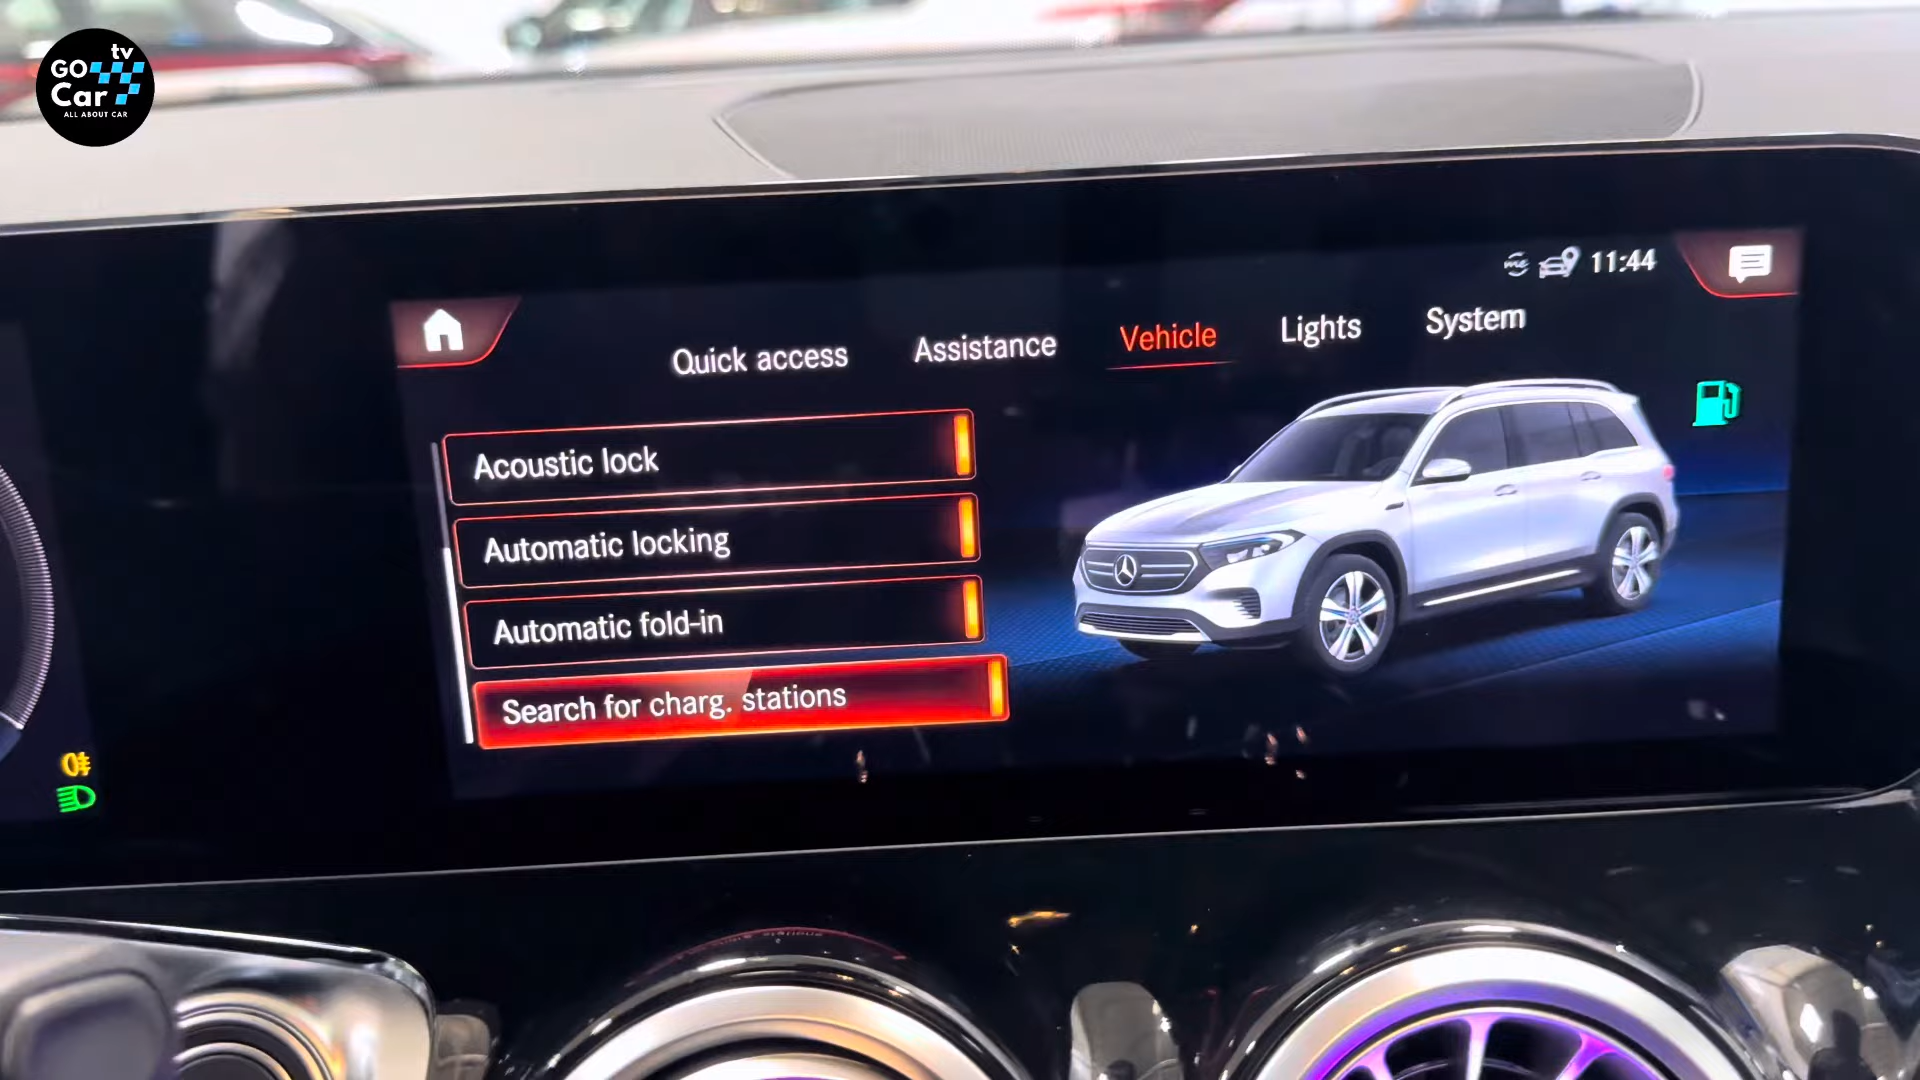 GO tv
Car
ALL ABOUT CAR
me 11:44
Quick access Assistance Vehicle Lights System
Acoustic lock
Automatic locking
Automatic fold-in
Search for charg. stations